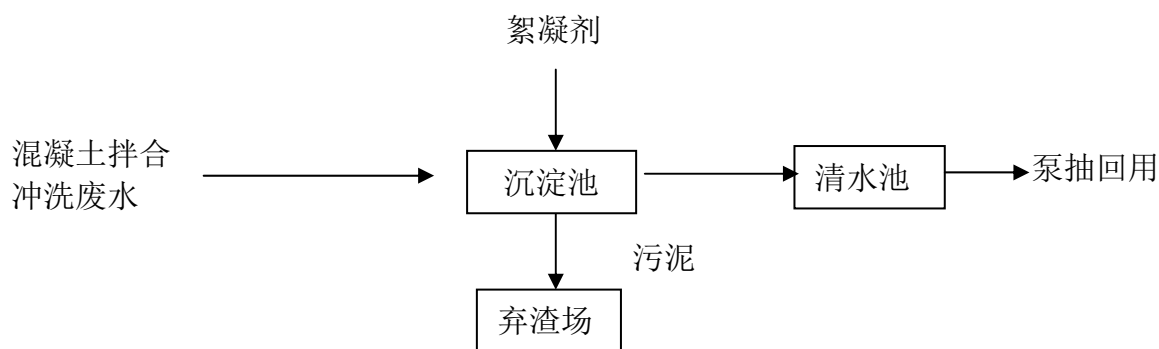 絮凝剂
混凝土拌合
冲洗废水
沉淀池
清水池
泵抽回用
污泥
弃渣场